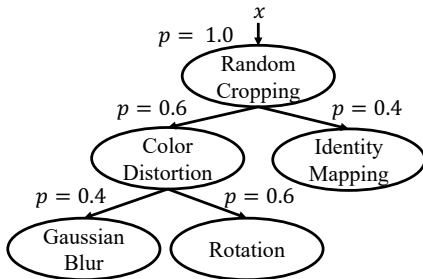 x
p = 1.0
Random
Cropping
p = 0.6
p = 0.4
Color
Distortion
Identity
Mapping
p = 0.4
p = 0.6
Gaussian
Blur
Rotation